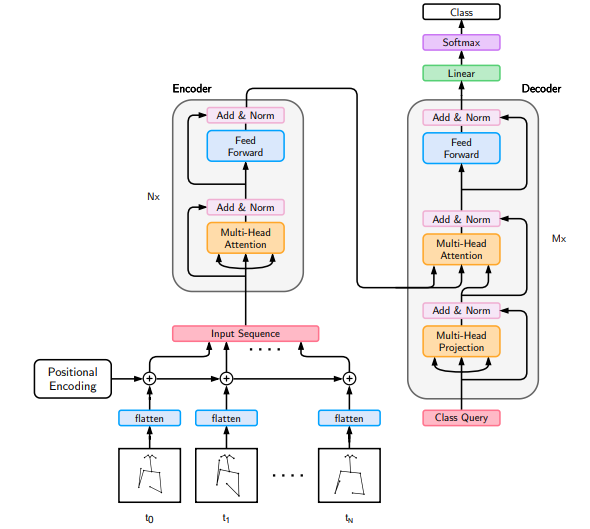 Class
Softmax
Linear
Encoder
Decoder
Add & Norm
Feed
Forward
Nx
Add & Norm
Multi-Head
Attention
Add & Norm
Feed
Forward
Add & Norm
Multi-Head
Attention
Mx
Add & Norm
Multi-Head
Projection
Class Query
Input Sequence
Positional
Encoding
flatten flatten flatten
t0 t1 tN